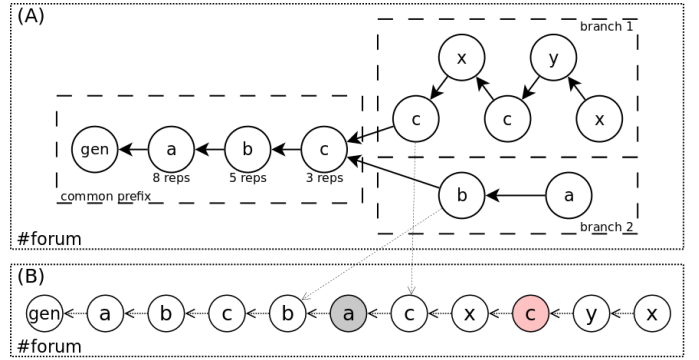 (A)
branch 1
x y
c c x
gen a b c
8 reps 5 reps 3 reps
common prefix
b a
branch 2
#forum
(B)
gen a b c b a c x c y x
#forum